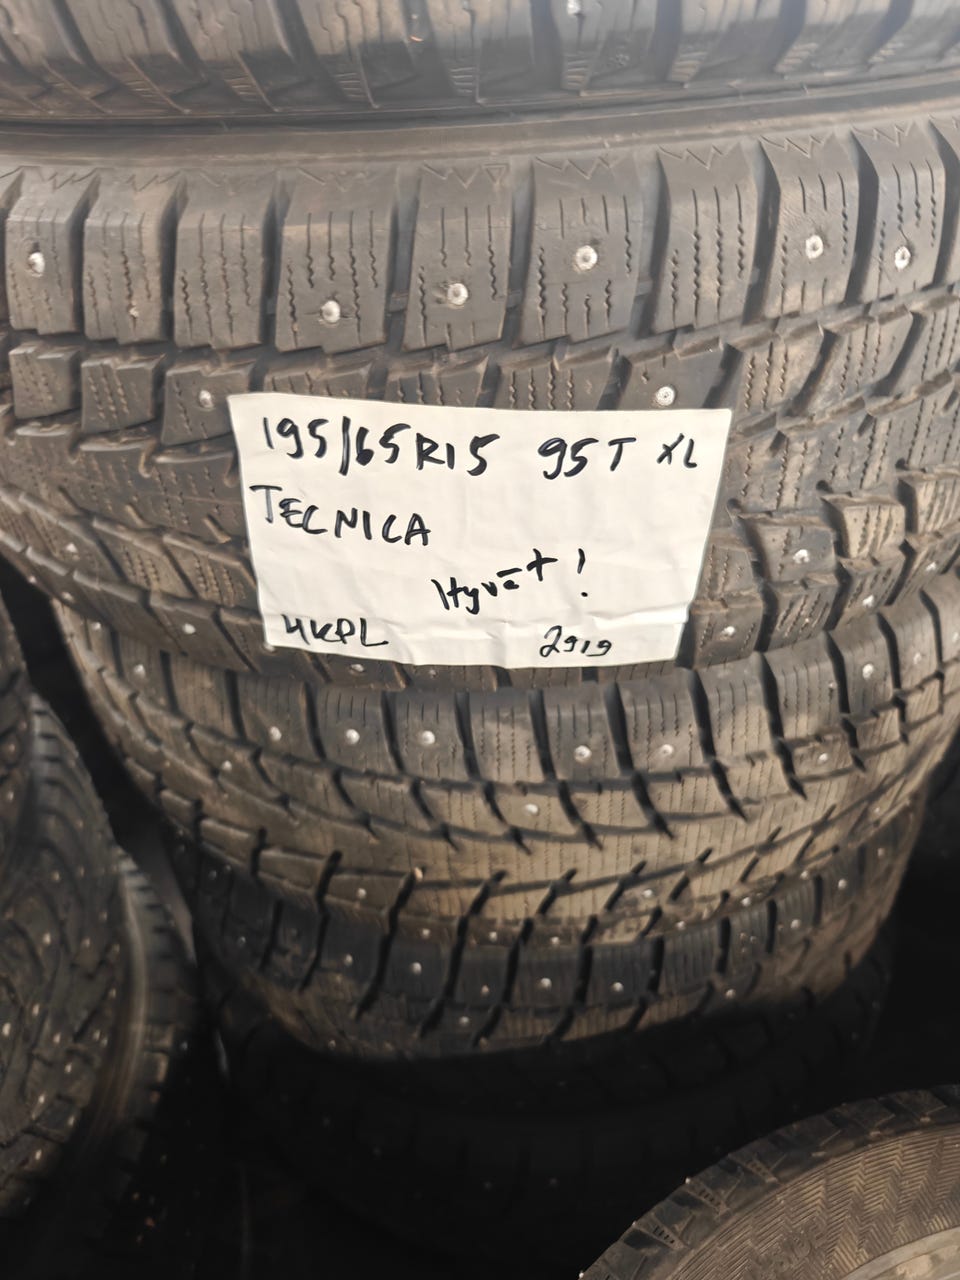 195/65R15 95T XL
TECNICA
Hyvät!
4KPL 2919